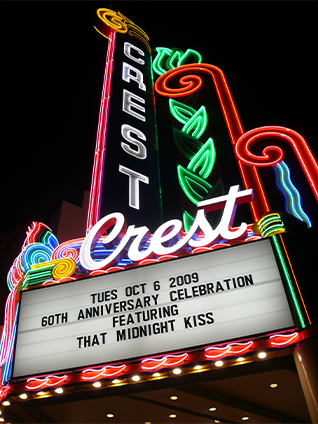 CREST
Crest
TUES OCT 6 2009
60TH ANNIVERSARY CELEBRATION
FEATURING
THAT MIDNIGHT KISS